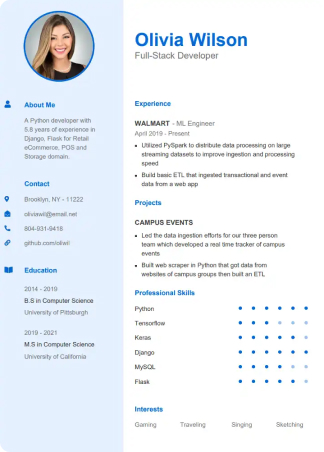 Olivia Wilson
Full-Stack Developer
About Me
A Python developer with
5.8 years of experience in
Django, Flask for Retail
eCommerce, POS and
Storage domain.
Contact
Brooklyn, NY - 11222
oliviawil@email.net
804-931-9418
github.com/oliwil
Education
2014 - 2019
B.S in Computer Science
University of Pittsburgh
2019 - 2021
M.S in Computer Science
University of California
Experience
WALMART - ML Engineer
April 2019 - Present
Utilized PySpark to distribute data processing on large
streaming datasets to improve ingestion and processing
speed
Build basic ETL that ingested transactional and event
data from a web app
Projects
CAMPUS EVENTS
Led the data ingestion efforts for our three person
team which developed a real time tracker of campus
events
Built web scraper in Python that got data from
websites of campus groups then built an ETL
Professional Skills
Python
Tensorflow
Keras
Django
MySQL
Flask
Interests
Gaming Traveling Singing Sketching